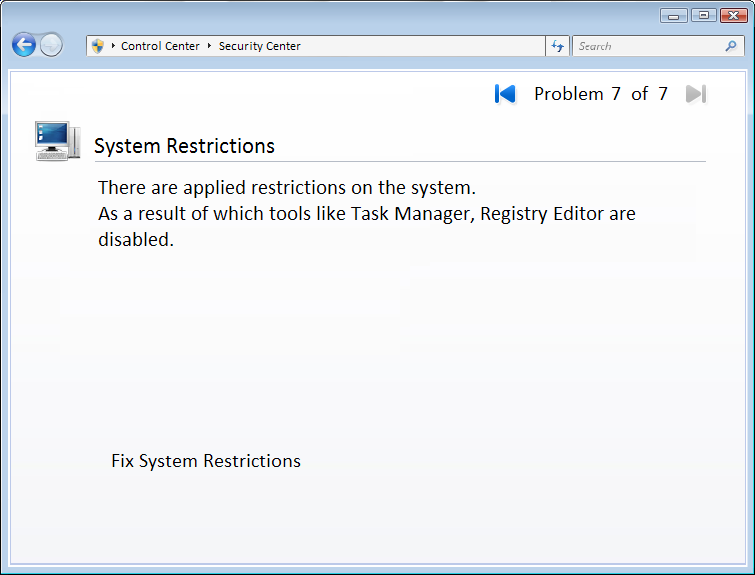 Control Center Security Center
Search
Problem 7 of 7
System Restrictions
There are applied restrictions on the system.
As a result of which tools like Task Manager, Registry Editor are
disabled.
Fix System Restrictions